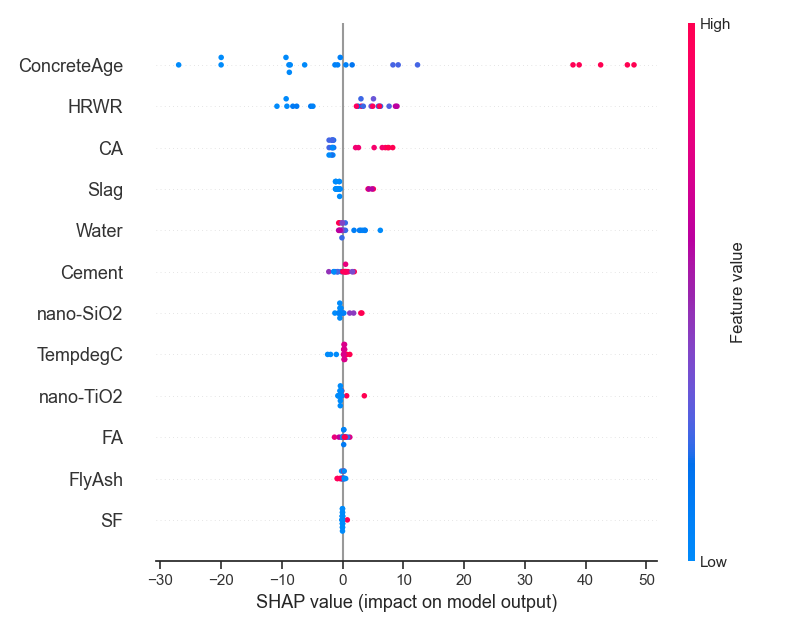 High
ConcreteAge
HRWR
CA
Slag
Water
Cement
nano-SiO2
TempdegC
nano-TiO2
FA
FlyAsh
SF
Feature value
Low
−30 −20 −10 0 10 20 30 40 50
SHAP value (impact on model output)